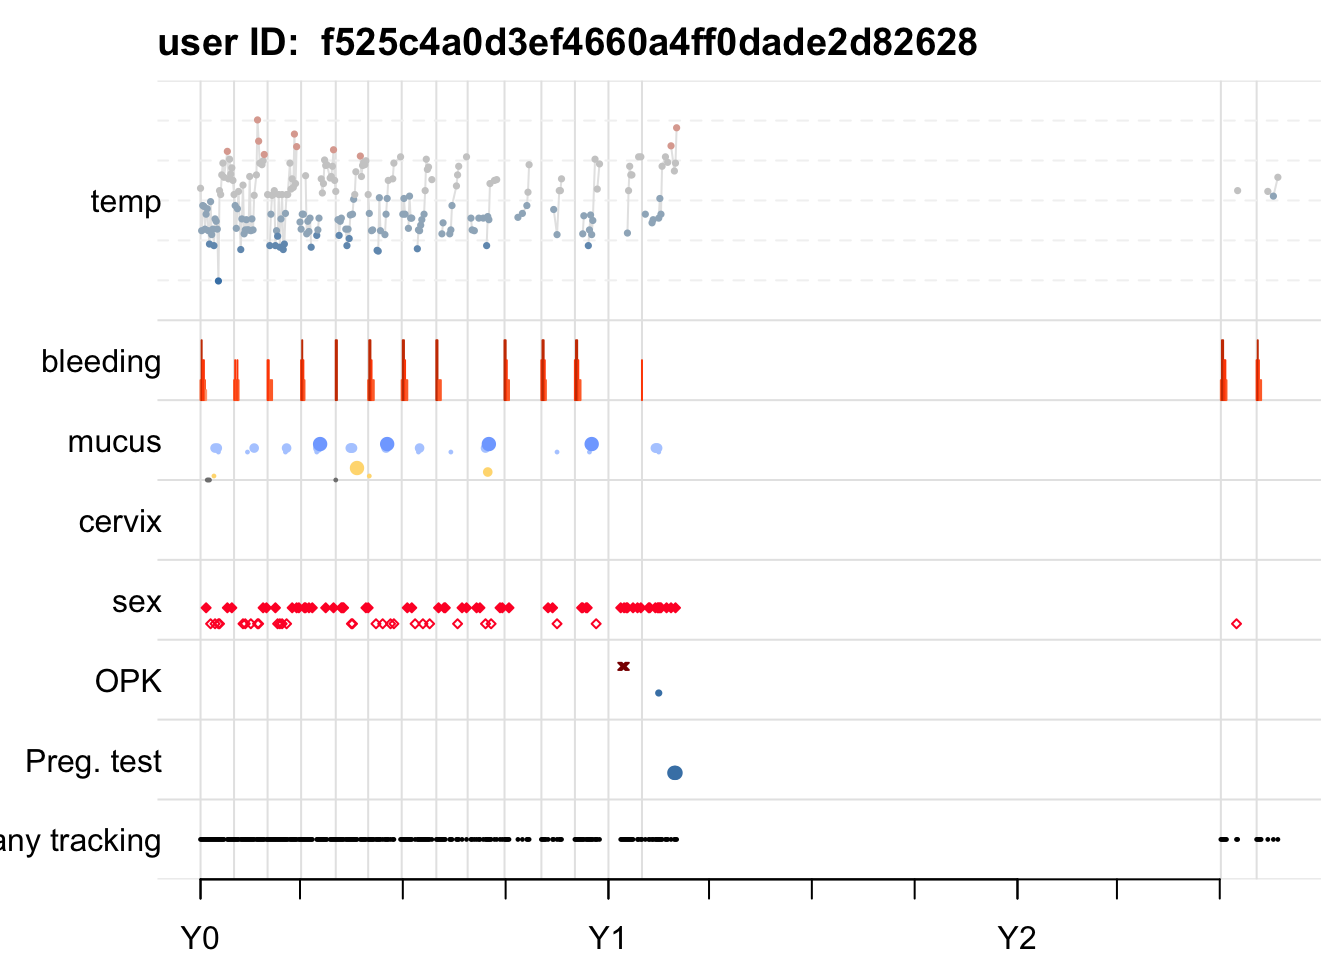 user ID:  f525c4a0d3ef4660a4ff0dade2d82628
temp
bleeding
mucus
cervix
sex
OPK
Preg. test
any tracking
Y0
Y1
Y2